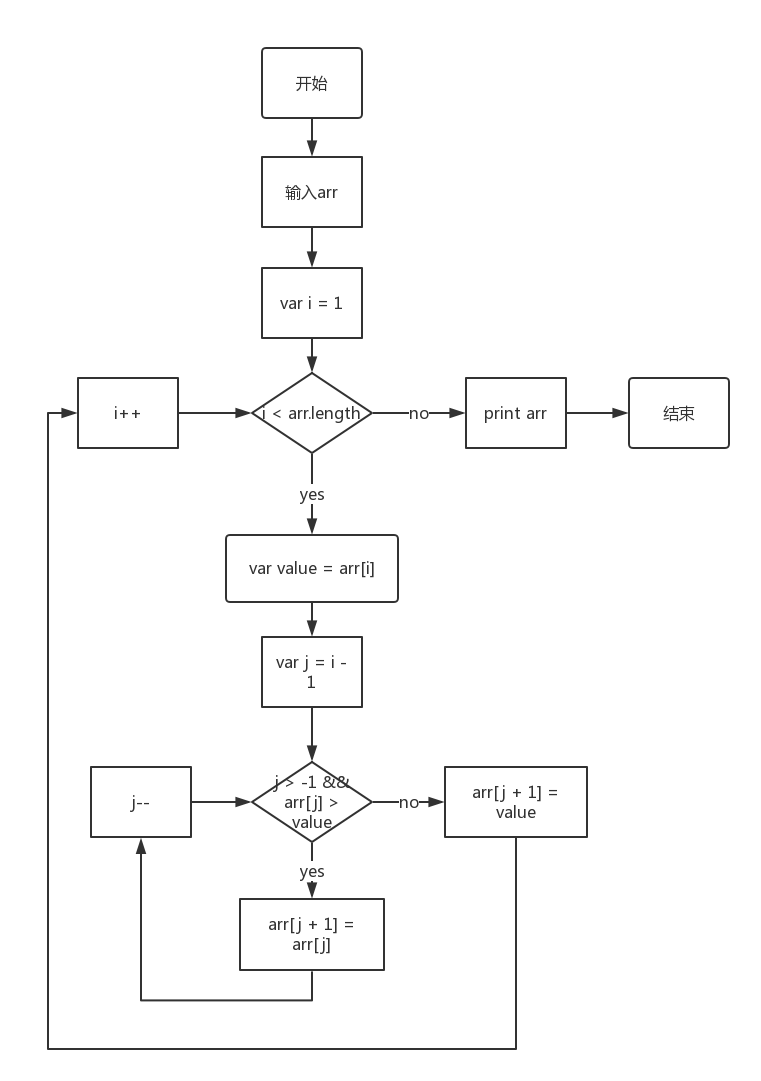 开始
输入arr
var i = 1
i++
i < arr.length
no
print arr
结束
yes
var value = arr[i]
var j = i -
1
j--
j > -1 &&
arr[j] >
value
no
arr[j + 1] =
value
yes
arr[j + 1] =
arr[j]